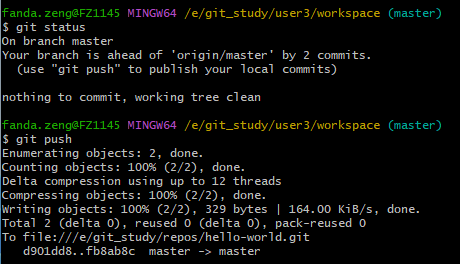 fanda.zeng@FZ1145 MINGW64 /e/git_study/user3/workspace (master)
$ git status
On branch master
Your branch is ahead of 'origin/master' by 2 commits.
  (use "git push" to publish your local commits)

nothing to commit, working tree clean

fanda.zeng@FZ1145 MINGW64 /e/git_study/user3/workspace (master)
$ git push
Enumerating objects: 2, done.
Counting objects: 100% (2/2), done.
Delta compression using up to 12 threads
Compressing objects: 100% (2/2), done.
Writing objects: 100% (2/2), 329 bytes | 164.00 KiB/s, done.
Total 2 (delta 0), reused 0 (delta 0), pack-reused 0
To file:///e/git_study/repos/hello-world.git
   d901dd8..fb8ab8c  master -> master